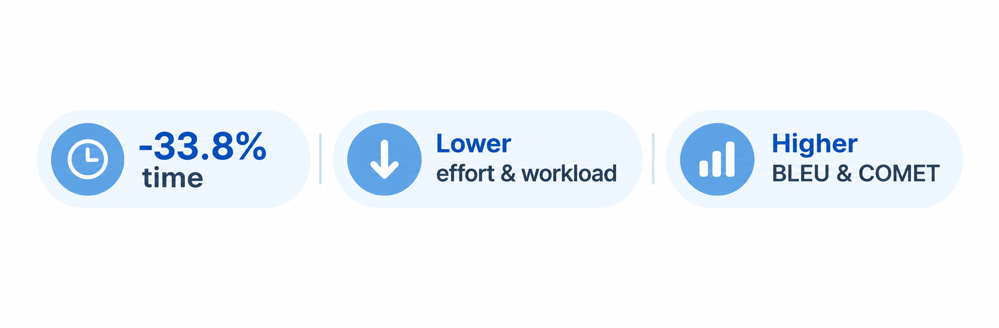 -33.8%
time
Lower
effort & workload
Higher
BLEU & COMET